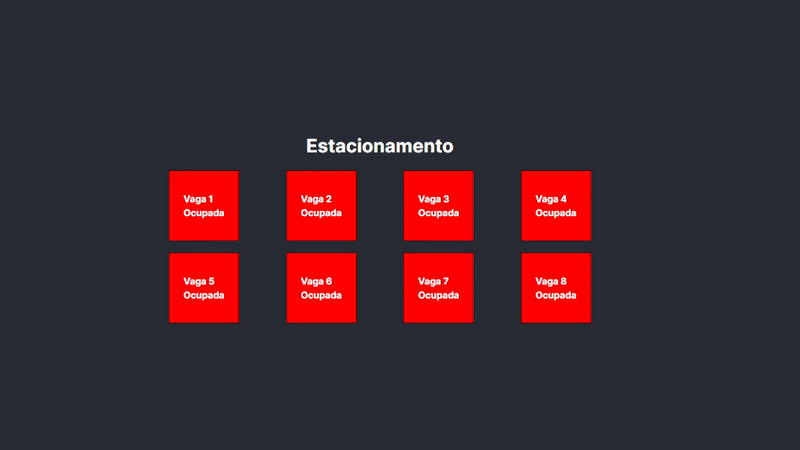 Estacionamento
Vaga 1
Ocupada
Vaga 2
Ocupada
Vaga 3
Ocupada
Vaga 4
Ocupada
Vaga 5
Ocupada
Vaga 6
Ocupada
Vaga 7
Ocupada
Vaga 8
Ocupada